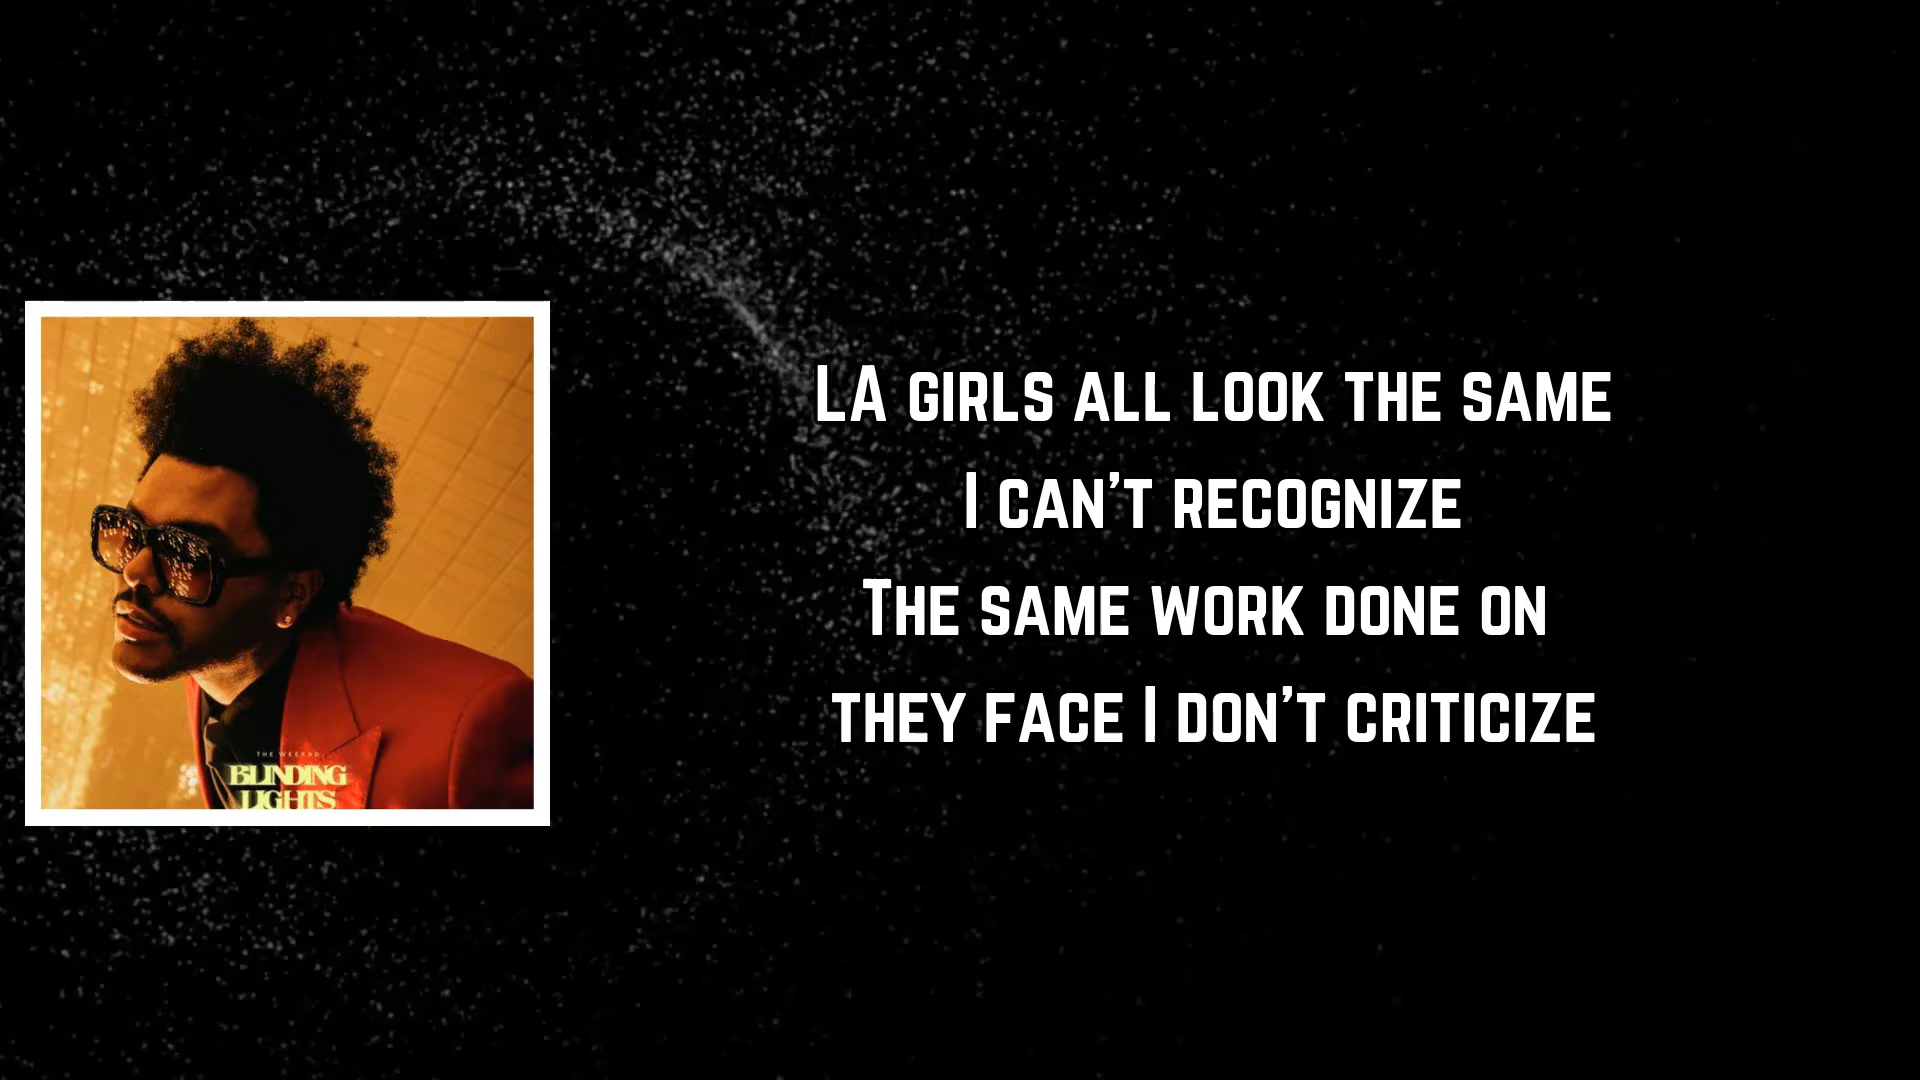 THE WEEKND
BLINDING
LIGHTS
LA GIRLS ALL LOOK THE SAME
I CAN'T RECOGNIZE
THE SAME WORK DONE ON
THEY FACE I DON'T CRITICIZE